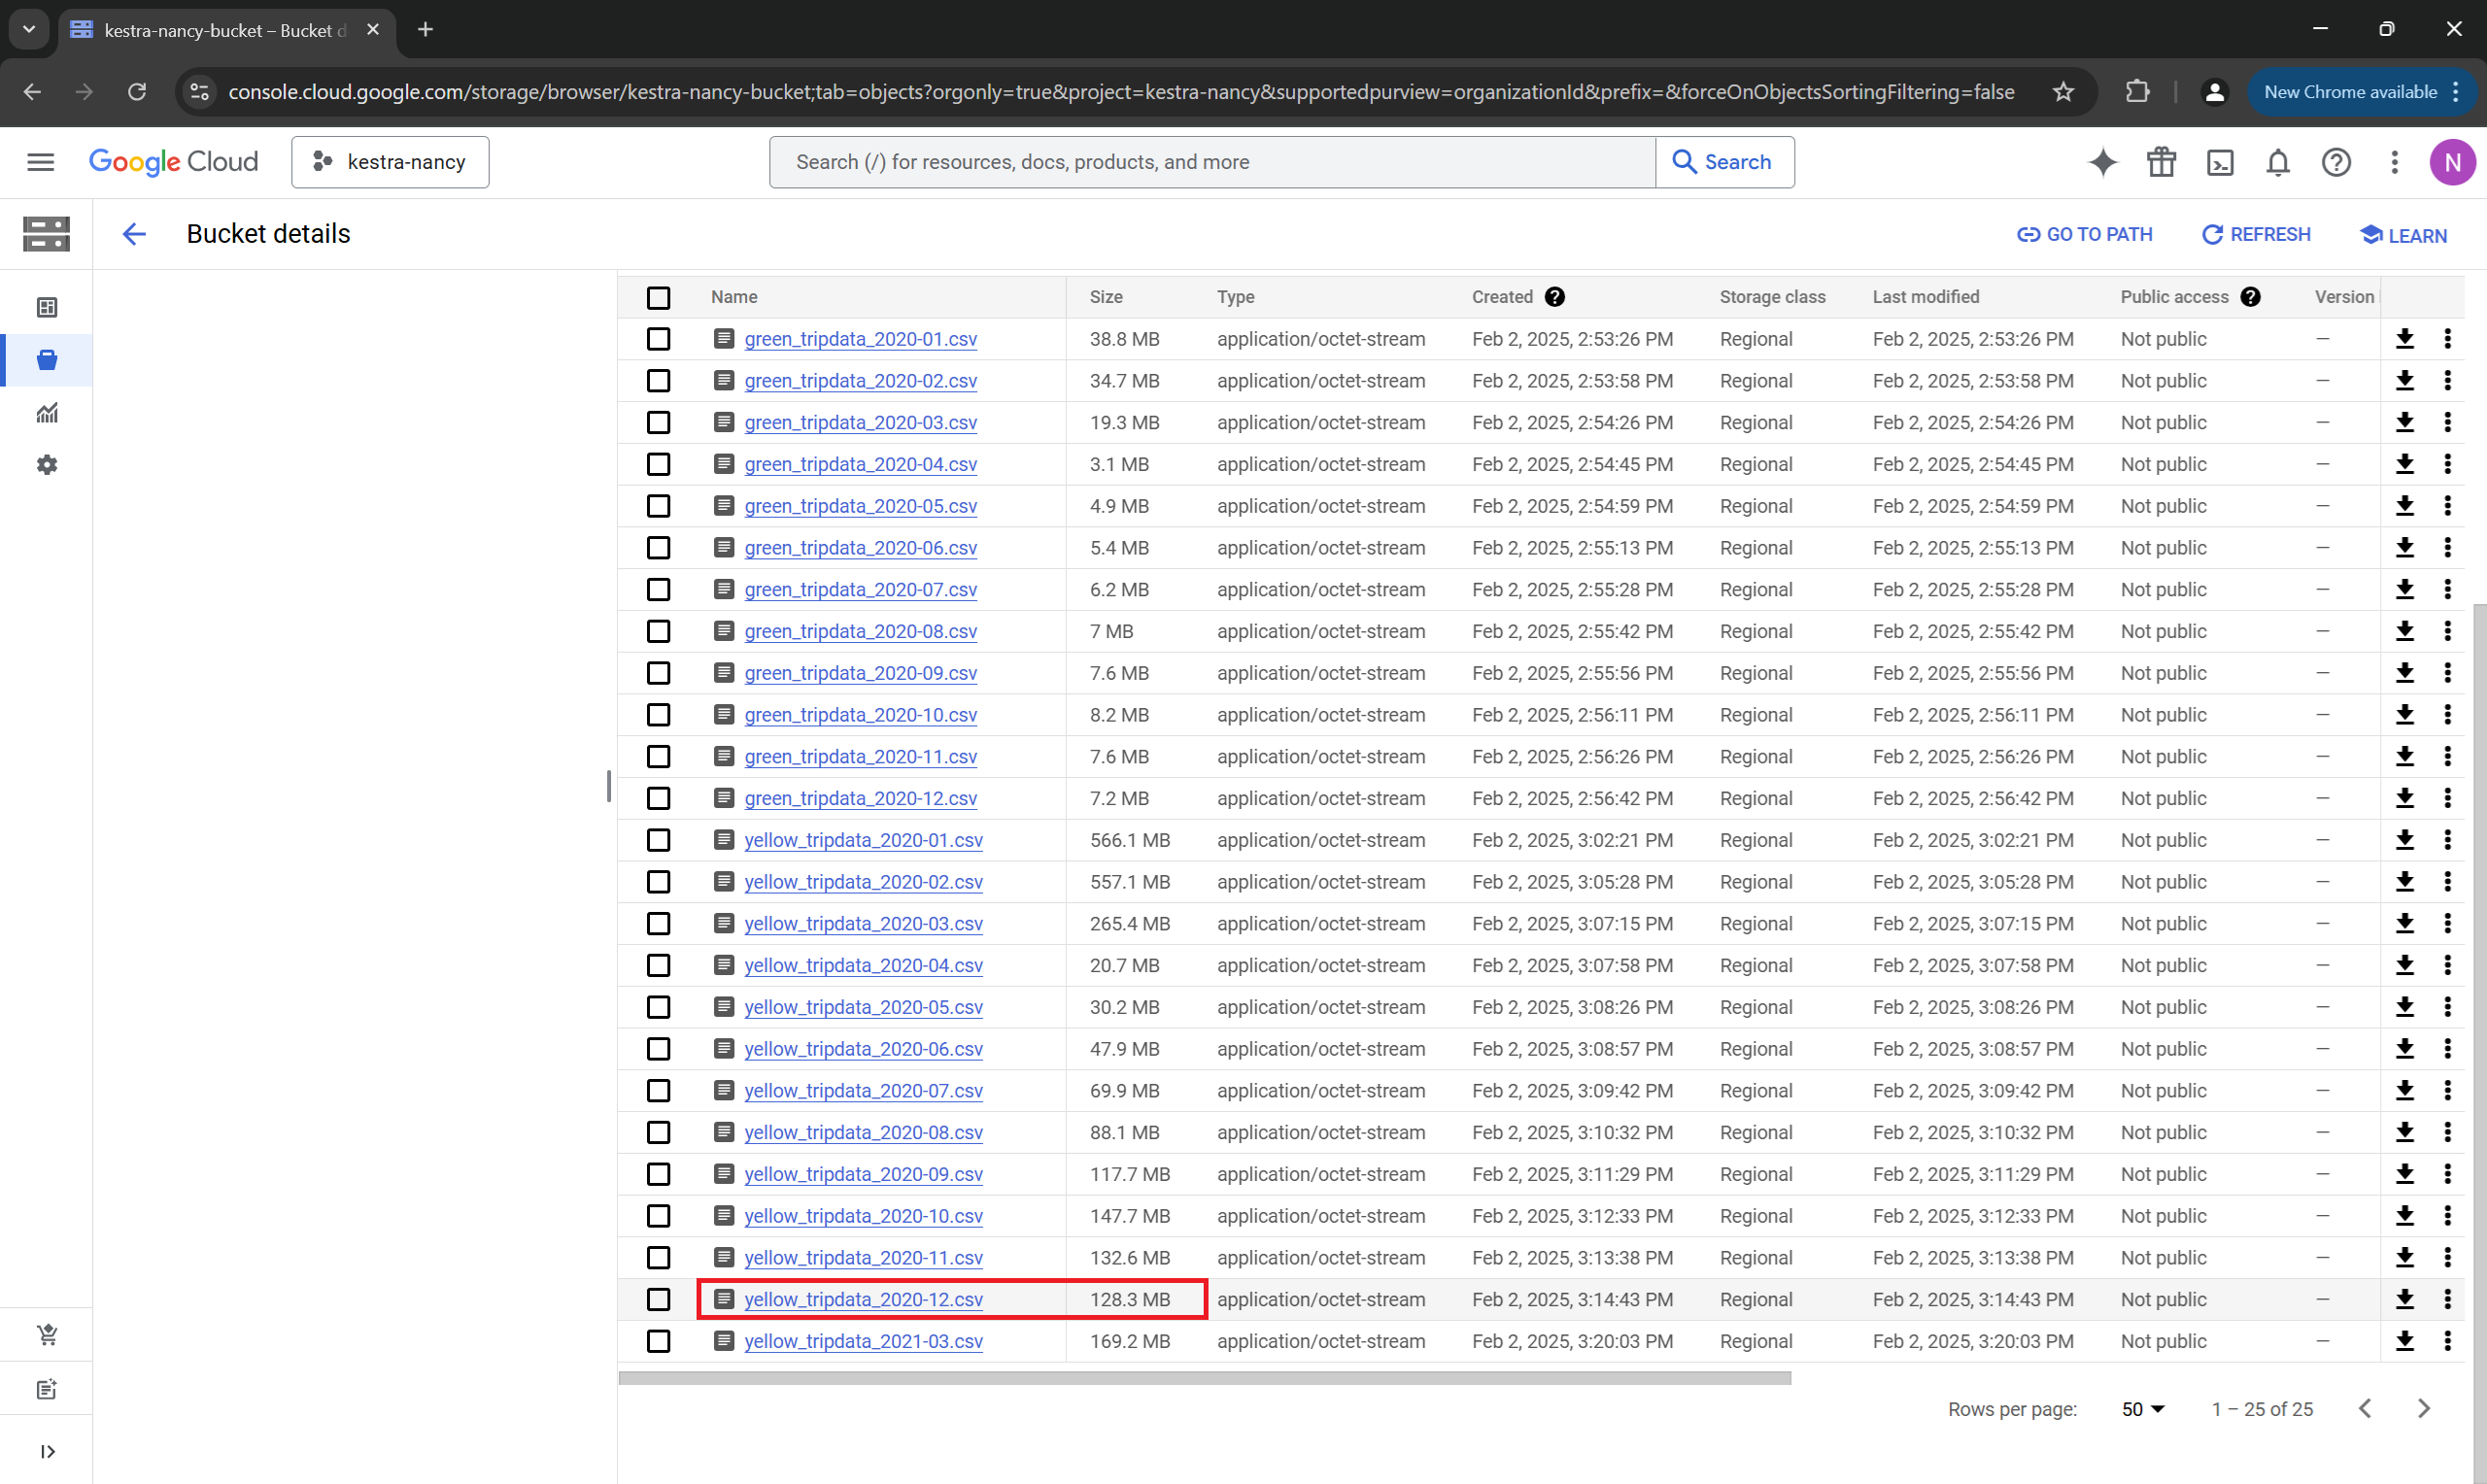 kestra-nancy-bucket – Bucket d
console.cloud.google.com/storage/browser/kestra-nancy-bucket;tab=objects?orgonly=true&project=kestra-nancy&supportedpurview=organizationId&prefix=&forceOnObjectsSortingFiltering=false
New Chrome available
Google Cloud kestra-nancy Search (/) for resources, docs, products, and more Search N
Bucket details GO TO PATH REFRESH LEARN
Name Size Type Created Storage class Last modified Public access Version
green_tripdata_2020-01.csv 38.8 MB application/octet-stream Feb 2, 2025, 2:53:26 PM Regional Feb 2, 2025, 2:53:26 PM Not public —
green_tripdata_2020-02.csv 34.7 MB application/octet-stream Feb 2, 2025, 2:53:58 PM Regional Feb 2, 2025, 2:53:58 PM Not public —
green_tripdata_2020-03.csv 19.3 MB application/octet-stream Feb 2, 2025, 2:54:26 PM Regional Feb 2, 2025, 2:54:26 PM Not public —
green_tripdata_2020-04.csv 3.1 MB application/octet-stream Feb 2, 2025, 2:54:45 PM Regional Feb 2, 2025, 2:54:45 PM Not public —
green_tripdata_2020-05.csv 4.9 MB application/octet-stream Feb 2, 2025, 2:54:59 PM Regional Feb 2, 2025, 2:54:59 PM Not public —
green_tripdata_2020-06.csv 5.4 MB application/octet-stream Feb 2, 2025, 2:55:13 PM Regional Feb 2, 2025, 2:55:13 PM Not public —
green_tripdata_2020-07.csv 6.2 MB application/octet-stream Feb 2, 2025, 2:55:28 PM Regional Feb 2, 2025, 2:55:28 PM Not public —
green_tripdata_2020-08.csv 7 MB application/octet-stream Feb 2, 2025, 2:55:42 PM Regional Feb 2, 2025, 2:55:42 PM Not public —
green_tripdata_2020-09.csv 7.6 MB application/octet-stream Feb 2, 2025, 2:55:56 PM Regional Feb 2, 2025, 2:55:56 PM Not public —
green_tripdata_2020-10.csv 8.2 MB application/octet-stream Feb 2, 2025, 2:56:11 PM Regional Feb 2, 2025, 2:56:11 PM Not public —
green_tripdata_2020-11.csv 7.6 MB application/octet-stream Feb 2, 2025, 2:56:26 PM Regional Feb 2, 2025, 2:56:26 PM Not public —
green_tripdata_2020-12.csv 7.2 MB application/octet-stream Feb 2, 2025, 2:56:42 PM Regional Feb 2, 2025, 2:56:42 PM Not public —
yellow_tripdata_2020-01.csv 566.1 MB application/octet-stream Feb 2, 2025, 3:02:21 PM Regional Feb 2, 2025, 3:02:21 PM Not public —
yellow_tripdata_2020-02.csv 557.1 MB application/octet-stream Feb 2, 2025, 3:05:28 PM Regional Feb 2, 2025, 3:05:28 PM Not public —
yellow_tripdata_2020-03.csv 265.4 MB application/octet-stream Feb 2, 2025, 3:07:15 PM Regional Feb 2, 2025, 3:07:15 PM Not public —
yellow_tripdata_2020-04.csv 20.7 MB application/octet-stream Feb 2, 2025, 3:07:58 PM Regional Feb 2, 2025, 3:07:58 PM Not public —
yellow_tripdata_2020-05.csv 30.2 MB application/octet-stream Feb 2, 2025, 3:08:26 PM Regional Feb 2, 2025, 3:08:26 PM Not public —
yellow_tripdata_2020-06.csv 47.9 MB application/octet-stream Feb 2, 2025, 3:08:57 PM Regional Feb 2, 2025, 3:08:57 PM Not public —
yellow_tripdata_2020-07.csv 69.9 MB application/octet-stream Feb 2, 2025, 3:09:42 PM Regional Feb 2, 2025, 3:09:42 PM Not public —
yellow_tripdata_2020-08.csv 88.1 MB application/octet-stream Feb 2, 2025, 3:10:32 PM Regional Feb 2, 2025, 3:10:32 PM Not public —
yellow_tripdata_2020-09.csv 117.7 MB application/octet-stream Feb 2, 2025, 3:11:29 PM Regional Feb 2, 2025, 3:11:29 PM Not public —
yellow_tripdata_2020-10.csv 147.7 MB application/octet-stream Feb 2, 2025, 3:12:33 PM Regional Feb 2, 2025, 3:12:33 PM Not public —
yellow_tripdata_2020-11.csv 132.6 MB application/octet-stream Feb 2, 2025, 3:13:38 PM Regional Feb 2, 2025, 3:13:38 PM Not public —
yellow_tripdata_2020-12.csv 128.3 MB application/octet-stream Feb 2, 2025, 3:14:43 PM Regional Feb 2, 2025, 3:14:43 PM Not public —
yellow_tripdata_2021-03.csv 169.2 MB application/octet-stream Feb 2, 2025, 3:20:03 PM Regional Feb 2, 2025, 3:20:03 PM Not public —
Rows per page: 50 1 – 25 of 25